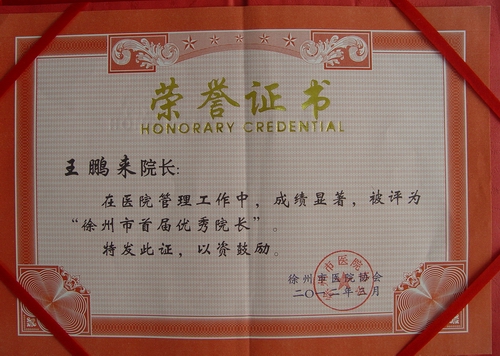 荣誉证书
HONORARY CREDENTIAL
王鹏来院长:
在医院管理工作中，成绩显著，被评为
“徐州市首届优秀院长”。
特发此证，以资鼓励。
徐州市医院协会